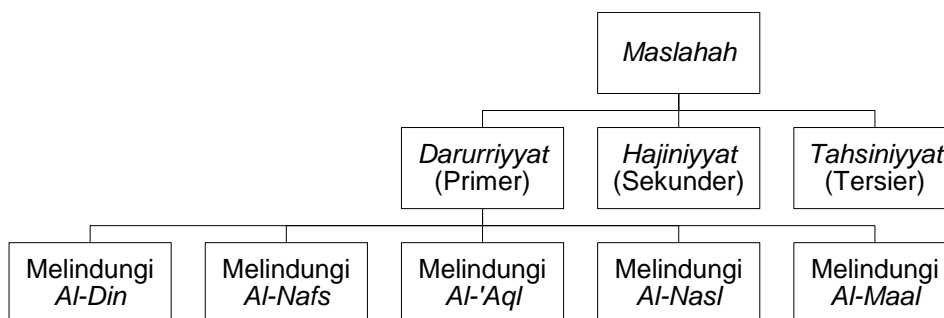 Maslahah
Darurriyyat
(Primer)
Hajiniyyat
(Sekunder)
Tahsiniyyat
(Tersier)
Melindungi
Al-Din
Melindungi
Al-Nafs
Melindungi
Al-'Aql
Melindungi
Al-Nasl
Melindungi
Al-Maal